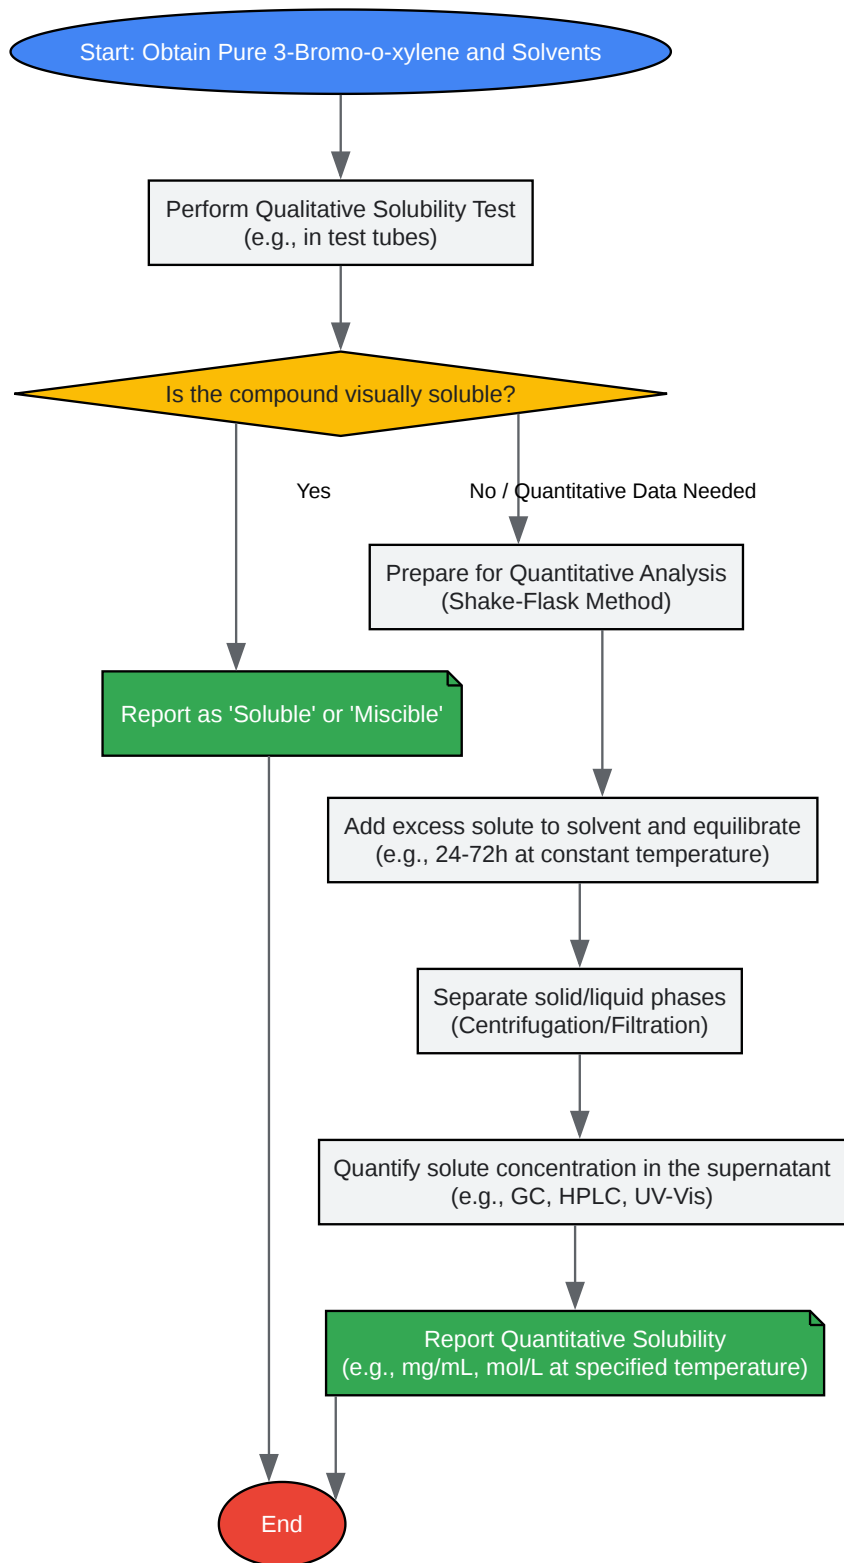 Start: Obtain Pure 3-Bromo-o-xylene and Solvents
Perform Qualitative Solubility Test
(e.g., in test tubes)
Is the compound visually soluble?
Yes
No / Quantitative Data Needed
Prepare for Quantitative Analysis
(Shake-Flask Method)
Report as 'Soluble' or 'Miscible'
Add excess solute to solvent and equilibrate
(e.g., 24-72h at constant temperature)
Separate solid/liquid phases
(Centrifugation/Filtration)
Quantify solute concentration in the supernatant
(e.g., GC, HPLC, UV-Vis)
Report Quantitative Solubility
(e.g., mg/mL, mol/L at specified temperature)
End